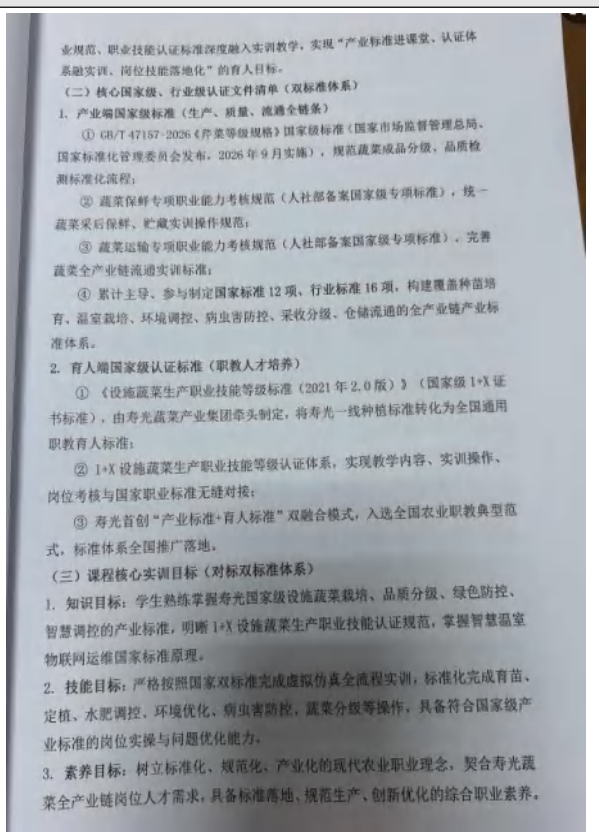 业规范、职业技能认证标准深度融入实训教学，实现“产业标准进课堂、认证体
系融实训、岗位技能落地化”的育人目标。
（二）核心国家级、行业级认证文件清单（双标准体系）
1. 产业端国家级标准（生产、质量、流通全链条）
① GB/T 47157-2026《芹菜等级规格》国家级标准（国家市场监督管理总局、
国家标准化管理委员会发布，2026 年 9 月实施），规范蔬菜成品分级、品质检
测标准化流程；
② 蔬菜保鲜专项职业能力考核规范（人社部备案国家级专项标准），统一
蔬菜采后保鲜、贮藏实训操作规范；
③ 蔬菜运输专项职业能力考核规范（人社部备案国家级专项标准），完善
蔬菜全产业链流通实训标准；
④ 累计主导、参与制定国家标准 12 项、行业标准 16 项，构建覆盖种苗培
育、温室栽培、环境调控、病虫害防控、采收分级、仓储流通的全产业链产业标
准体系。
2. 育人端国家级认证标准（职教人才培养）
① 《设施蔬菜生产职业技能等级标准（2021 年 2.0 版）》（国家级 1+X 证
书标准），由寿光蔬菜产业集团牵头制定，将寿光一线种植标准转化为全国通用
职教育人标准；
② 1+X 设施蔬菜生产职业技能等级认证体系，实现教学内容、实训操作、
岗位考核与国家职业标准无缝对接；
③ 寿光首创“产业标准+育人标准”双融合模式，入选全国农业职教典型范
式，标准体系全国推广落地。
（三）课程核心实训目标（对标双标准体系）
1. 知识目标：学生熟练掌握寿光国家级设施蔬菜栽培、品质分级、绿色防控、
智慧调控的产业标准，明晰 1+X 设施蔬菜生产职业技能认证规范，掌握智慧温室
物联网运维国家标准原理。
2. 技能目标：严格按照国家双标准完成虚拟仿真全流程实训，标准化完成育苗、
定植、水肥调控、环境优化、病虫害防控、蔬菜分级等操作，具备符合国家级产
业标准的岗位实操与问题优化能力。
3. 素养目标：树立标准化、规范化、产业化的现代农业职业理念，契合寿光蔬
菜全产业链岗位人才需求，具备标准落地、规范生产、创新优化的综合职业素养。